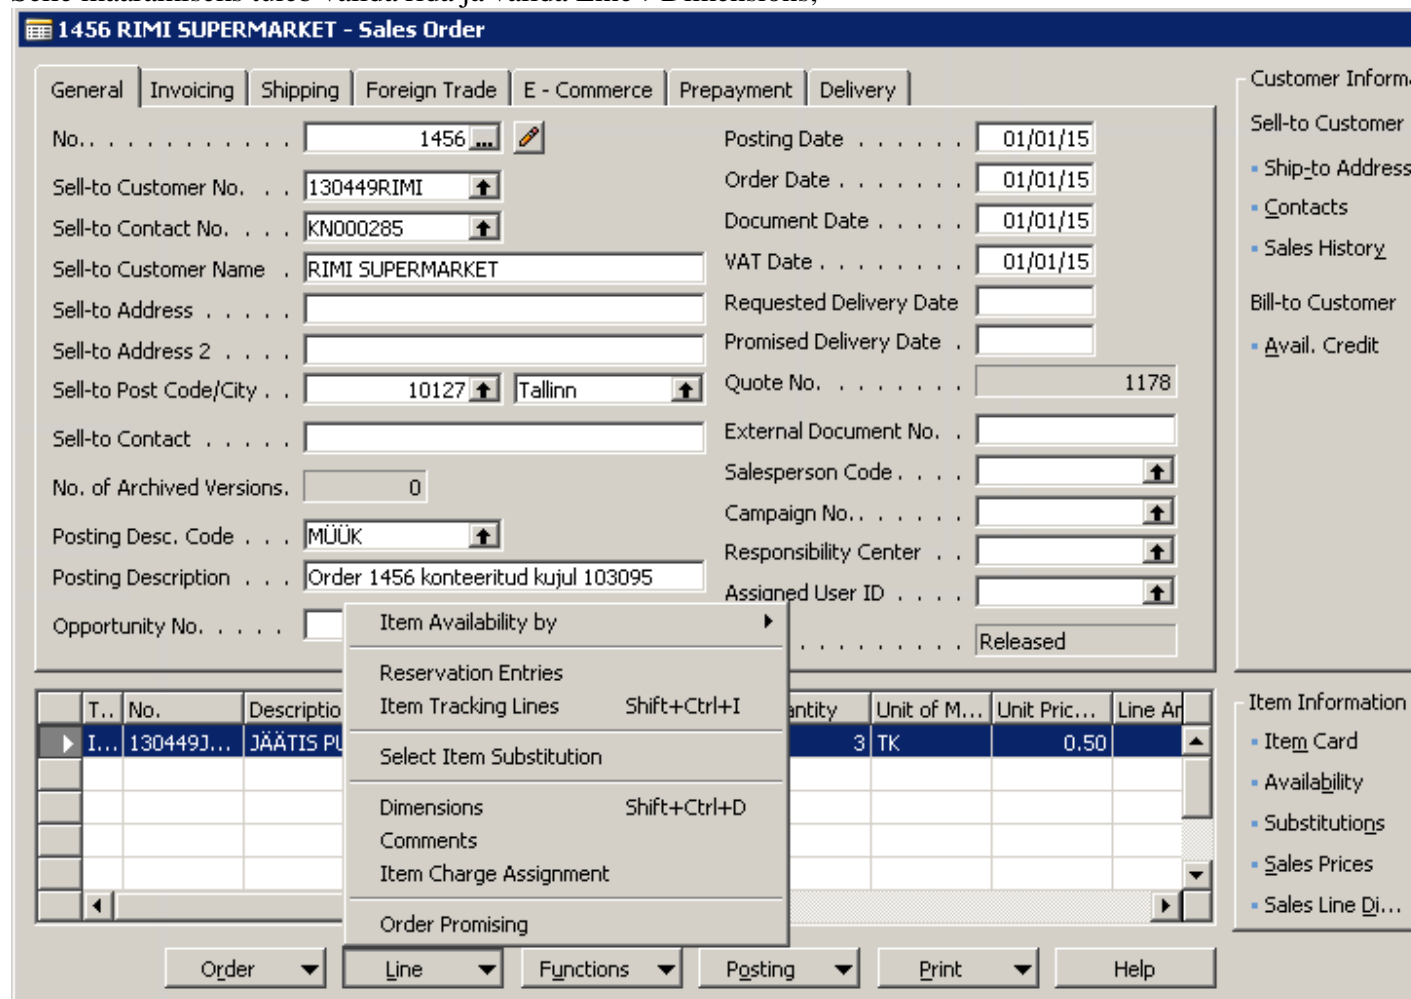 1456 RIMI SUPERMARKET - Sales Order
General Invoicing Shipping Foreign Trade E - Commerce Prepayment Delivery
No.. . . . . . . . . . . 1456 ...
Sell-to Customer No. . . 130449RIMI
Sell-to Contact No. . . . KN000285
Sell-to Customer Name . RIMI SUPERMARKET
Sell-to Address . . . . .
Sell-to Address 2 . . . .
Sell-to Post Code/City . . 10127 Tallinn
Sell-to Contact . . . . .
No. of Archived Versions. 0
Posting Desc. Code . . . MÜÜK
Posting Description . . . Order 1456 konteeritud kujul 103095
Opportunity No. . . . .
Posting Date . . . . . . 01/01/15
Order Date . . . . . . . 01/01/15
Document Date . . . . . 01/01/15
VAT Date . . . . . . . . 01/01/15
Requested Delivery Date
Promised Delivery Date .
Quote No. . . . . . . . 1178
External Document No. .
Salesperson Code . . . .
Campaign No.. . . . . .
Responsibility Center . .
Assigned User ID . . . .
. . . . . . . . . Released
Customer Inform
Sell-to Customer
Ship-to Address
Contacts
Sales History
Bill-to Customer
Avail. Credit
Item Availability by
Reservation Entries
Item Tracking Lines Shift+Ctrl+I
Select Item Substitution
Dimensions Shift+Ctrl+D
Comments
Item Charge Assignment
Order Promising
T.. No. Descriptio antity Unit of M... Unit Pric... Line Ar
I... 130449J... JÄÄTIS PU 3 TK 0.50
Item Information
Item Card
Availability
Substitutions
Sales Prices
Sales Line Di...
Order Line Functions Posting Print Help